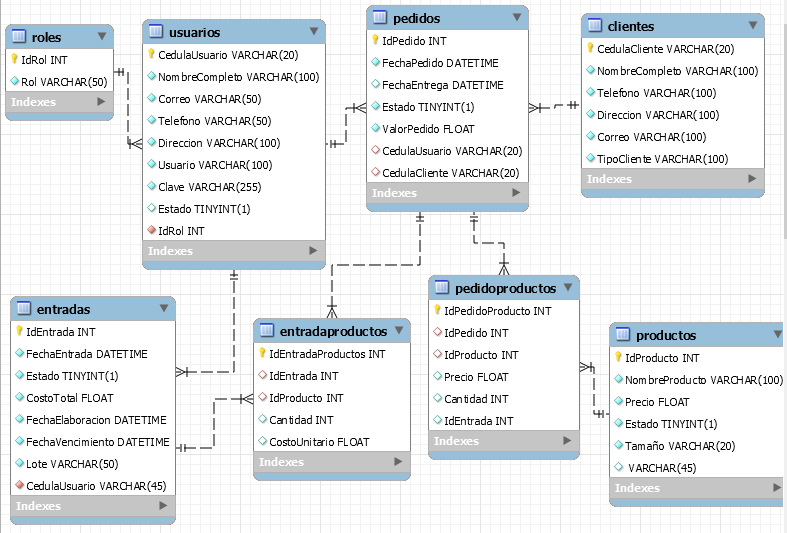 roles
IdRol INT
Rol VARCHAR(50)
Indexes
usuarios
CedulaUsuario VARCHAR(20)
NombreCompleto VARCHAR(100)
Correo VARCHAR(50)
Telefono VARCHAR(50)
Direccion VARCHAR(100)
Usuario VARCHAR(100)
Clave VARCHAR(255)
Estado TINYINT(1)
IdRol INT
Indexes
pedidos
IdPedido INT
FechaPedido DATETIME
FechaEntrega DATETIME
Estado TINYINT(1)
ValorPedido FLOAT
CedulaUsuario VARCHAR(20)
CedulaCliente VARCHAR(20)
Indexes
clientes
CedulaCliente VARCHAR(20)
NombreCompleto VARCHAR(100)
Telefono VARCHAR(100)
Direccion VARCHAR(100)
Correo VARCHAR(100)
TipoCliente VARCHAR(100)
Indexes
entradas
IdEntrada INT
FechaEntrada DATETIME
Estado TINYINT(1)
CostoTotal FLOAT
FechaElaboracion DATETIME
FechaVencimiento DATETIME
Lote VARCHAR(50)
CedulaUsuario VARCHAR(45)
Indexes
entradaproductos
IdEntradaProductos INT
IdEntrada INT
IdProducto INT
Cantidad INT
CostoUnitario FLOAT
Indexes
pedidoproductos
IdPedidoProducto INT
IdPedido INT
IdProducto INT
Precio FLOAT
Cantidad INT
IdEntrada INT
Indexes
productos
IdProducto INT
NombreProducto VARCHAR(100)
Precio FLOAT
Estado TINYINT(1)
Tamaño VARCHAR(20)
VARCHAR(45)
Indexes